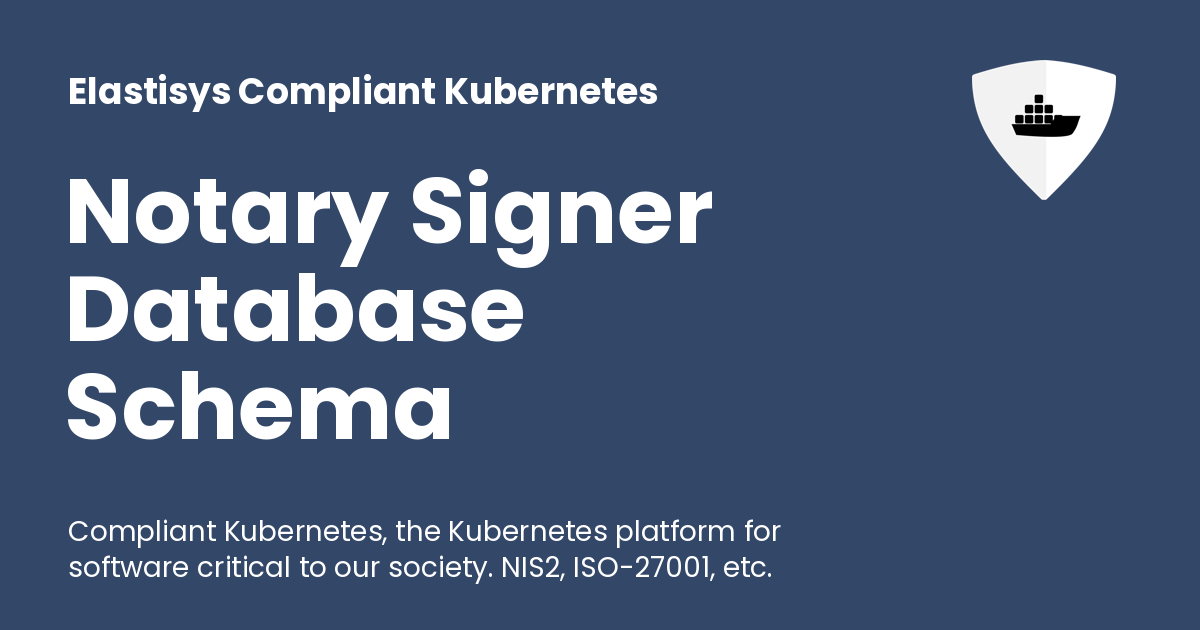 Elastisys Compliant Kubernetes
Notary Signer
Database
Schema
Compliant Kubernetes, the Kubernetes platform for
software critical to our society. NIS2, ISO-27001, etc.